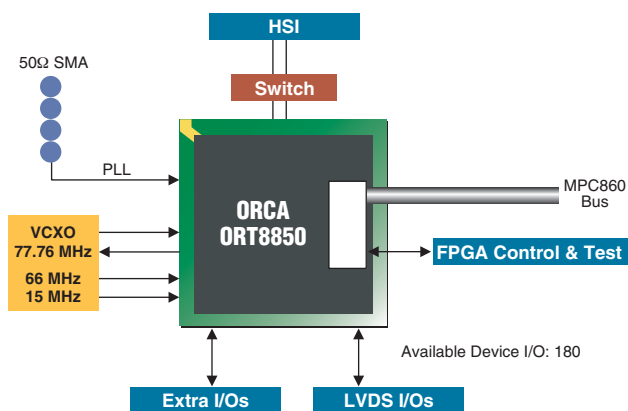 HSI
50Ω SMA
Switch
PLL
ORCA
ORT8850
MPC860
Bus
VCXO
77.76 MHz
66 MHz
15 MHz
FPGA Control & Test
Available Device I/O: 180
Extra I/Os
LVDS I/Os